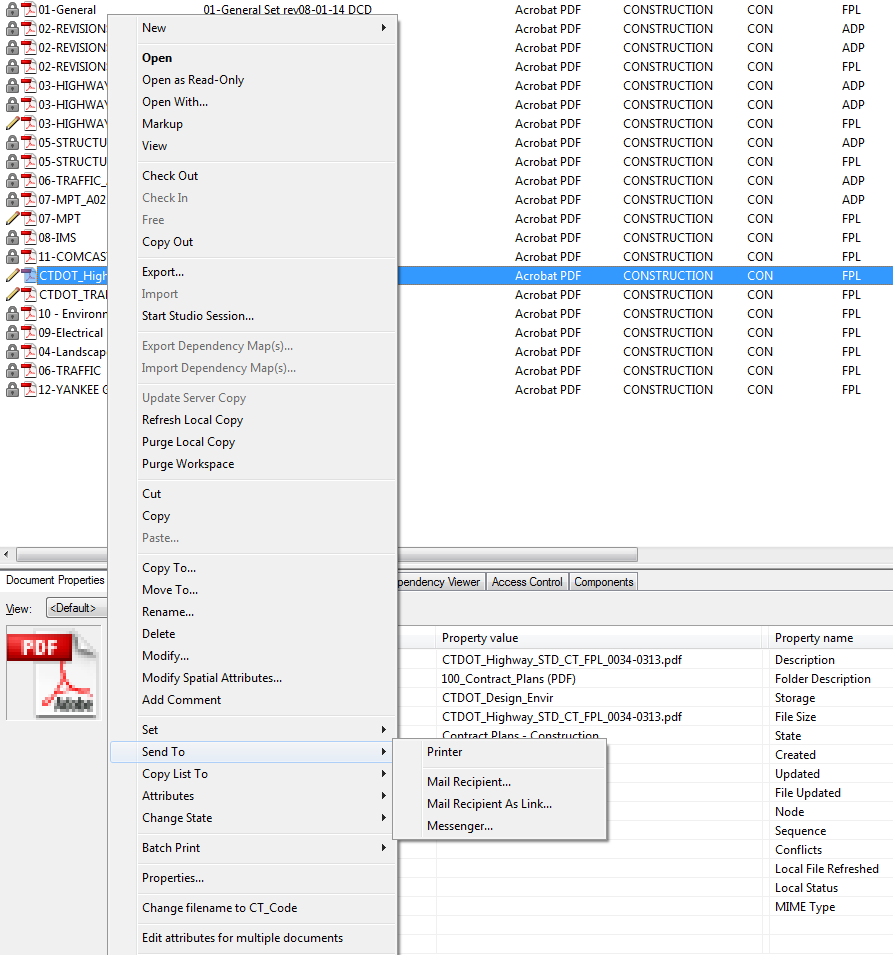 01-General 01-General Set rev08-01-14 DCD Acrobat PDF CONSTRUCTION CON FPL
02-REVISION Acrobat PDF CONSTRUCTION CON ADP
02-REVISION Acrobat PDF CONSTRUCTION CON ADP
02-REVISION Acrobat PDF CONSTRUCTION CON FPL
03-HIGHWAY Acrobat PDF CONSTRUCTION CON ADP
03-HIGHWAY Acrobat PDF CONSTRUCTION CON ADP
03-HIGHWAY Acrobat PDF CONSTRUCTION CON FPL
05-STRUCTU Acrobat PDF CONSTRUCTION CON ADP
05-STRUCTU Acrobat PDF CONSTRUCTION CON FPL
06-TRAFFIC_ Acrobat PDF CONSTRUCTION CON ADP
07-MPT_A02 Acrobat PDF CONSTRUCTION CON ADP
07-MPT Acrobat PDF CONSTRUCTION CON FPL
08-IMS Acrobat PDF CONSTRUCTION CON FPL
11-COMCAS Acrobat PDF CONSTRUCTION CON FPL
CTDOT_High Acrobat PDF CONSTRUCTION CON FPL
CTDOT_TRA Acrobat PDF CONSTRUCTION CON FPL
10 - Environ Acrobat PDF CONSTRUCTION CON FPL
09-Electrical Acrobat PDF CONSTRUCTION CON FPL
04-Landscap Acrobat PDF CONSTRUCTION CON FPL
06-TRAFFIC Acrobat PDF CONSTRUCTION CON FPL
12-YANKEE G Acrobat PDF CONSTRUCTION CON FPL
New
Open
Open as Read-Only
Open With...
Markup
View
Check Out
Check In
Free
Copy Out
Export...
Import
Start Studio Session...
Export Dependency Map(s)...
Import Dependency Map(s)...
Update Server Copy
Refresh Local Copy
Purge Local Copy
Purge Workspace
Cut
Copy
Paste...
Copy To...
Move To...
Rename...
Delete
Modify...
Modify Spatial Attributes...
Add Comment
Set
Send To
Copy List To
Attributes
Change State
Batch Print
Properties...
Change filename to CT_Code
Edit attributes for multiple documents
Printer
Mail Recipient...
Mail Recipient As Link...
Messenger...
Document Properties pendency Viewer Access Control Components
View: <Default>
PDF
Adobe
Property value Property name
CTDOT_Highway_STD_CT_FPL_0034-0313.pdf Description
100_Contract_Plans (PDF) Folder Description
CTDOT_Design_Envir Storage
CTDOT_Highway_STD_CT_FPL_0034-0313.pdf File Size
Contract Plans - Construction State
Created
Updated
File Updated
Node
Sequence
Conflicts
Local File Refreshed
Local Status
MIME Type